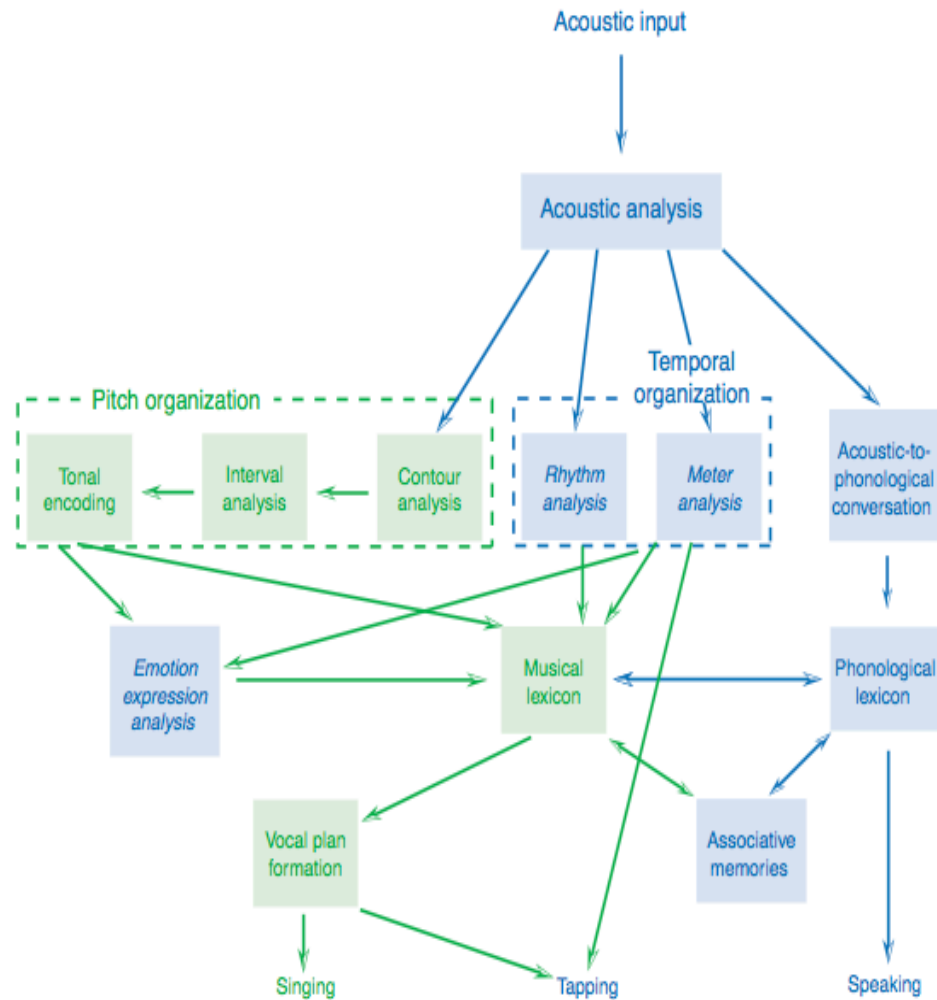 Acoustic input
Acoustic analysis
Temporal
organization
Pitch organization
Tonal
encoding
Interval
analysis
Contour
analysis
Rhythm
analysis
Meter
analysis
Acoustic-to-
phonological
conversation
Emotion
expression
analysis
Musical
lexicon
Phonological
lexicon
Vocal plan
formation
Associative
memories
Singing
Tapping
Speaking